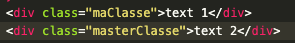 <div class="maClasse">text 1</div>
<div class="masterClasse">text 2</div>